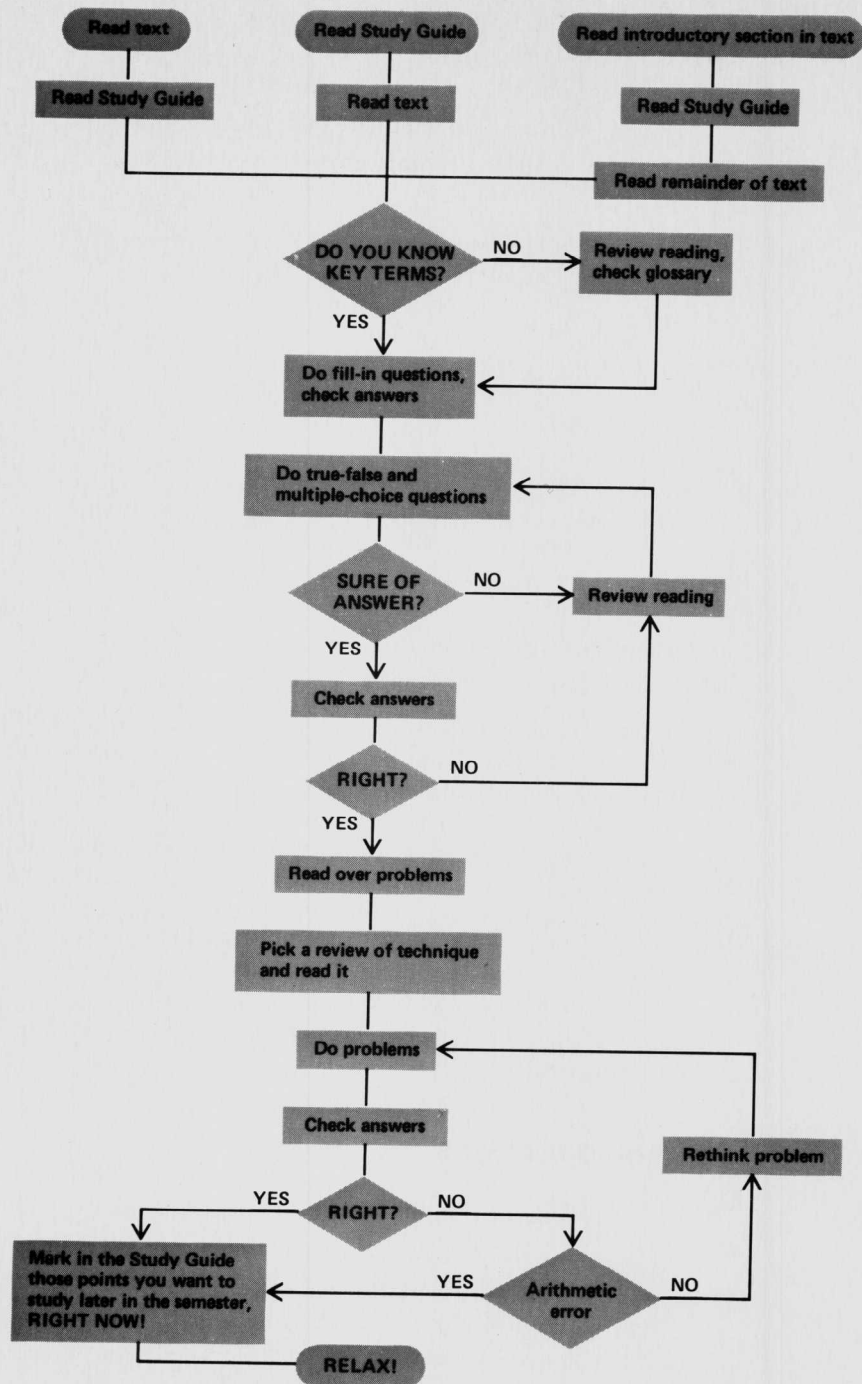 Read text
Read Study Guide
Read introductory section in text
Read Study Guide
Read text
Read Study Guide
Read remainder of text
DO YOU KNOW
KEY TERMS?
NO
Review reading,
check glossary
YES
Do fill-in questions,
check answers
Do true-false and
multiple-choice questions
SURE OF
ANSWER?
NO
Review reading
YES
Check answers
RIGHT?
NO
YES
Read over problems
Pick a review of technique
and read it
Do problems
Check answers
Rethink problem
YES
RIGHT?
NO
Mark in the Study Guide
those points you want to
study later in the semester,
RIGHT NOW!
YES
Arithmetic
error
NO
RELAX!